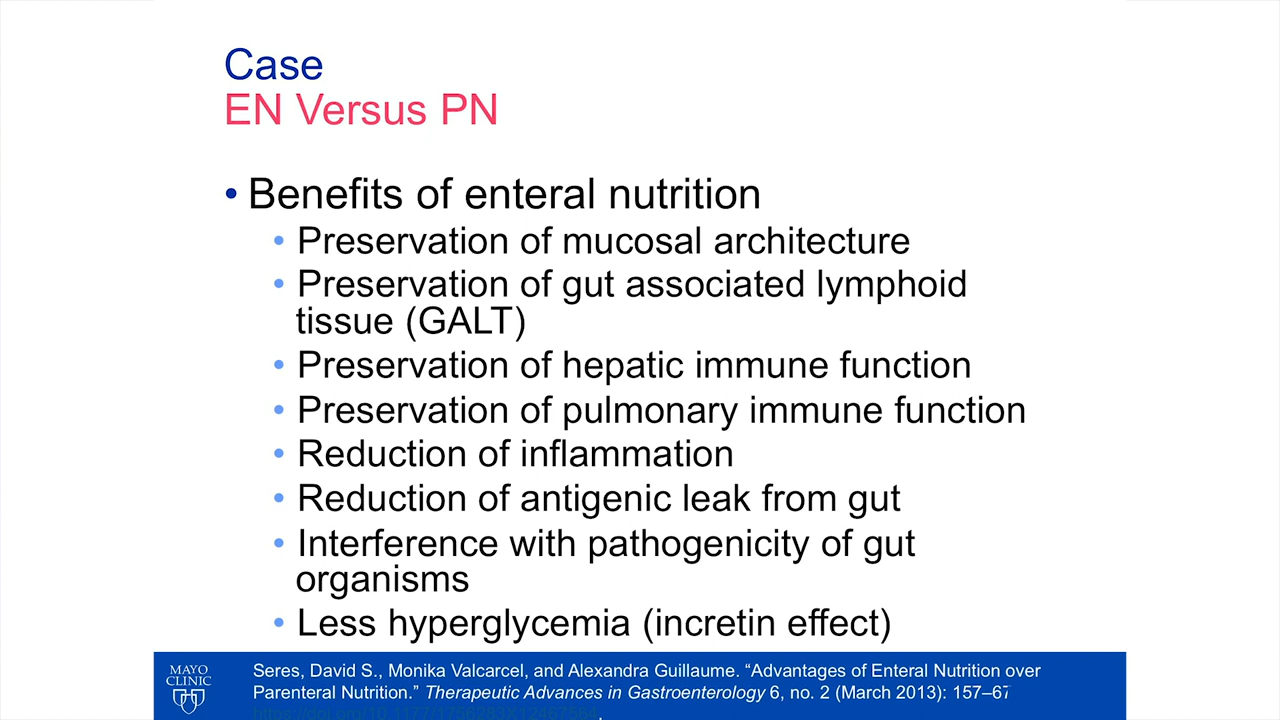 Case
EN Versus PN
• Benefits of enteral nutrition
• Preservation of mucosal architecture
• Preservation of gut associated lymphoid
tissue (GALT)
• Preservation of hepatic immune function
• Preservation of pulmonary immune function
• Reduction of inflammation
• Reduction of antigenic leak from gut
• Interference with pathogenicity of gut
organisms
• Less hyperglycemia (incretin effect)
MAYO
CLINIC
Seres, David S., Monika Valcarcel, and Alexandra Guillaume. “Advantages of Enteral Nutrition over
Parenteral Nutrition.” Therapeutic Advances in Gastroenterology 6, no. 2 (March 2013): 157–67